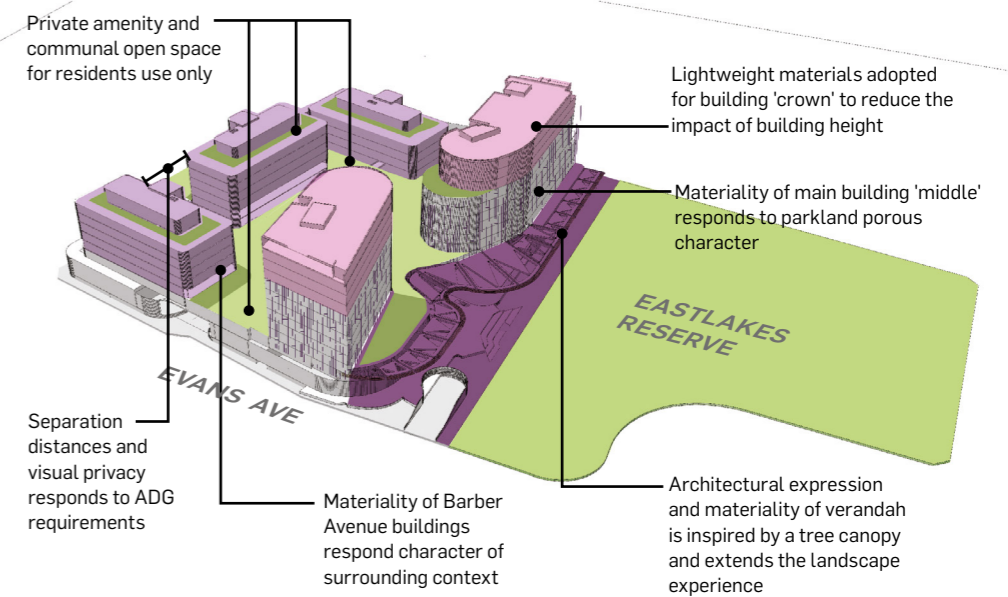 Private amenity and
communal open space
for residents use only
Lightweight materials adopted
for building 'crown' to reduce the
impact of building height
Materiality of main building 'middle'
responds to parkland porous
character
EASTLAKES
RESERVE
EVANS AVE
Separation
distances and
visual privacy
responds to ADG
requirements
Materiality of Barber
Avenue buildings
respond character of
surrounding context
Architectural expression
and materiality of verandah
is inspired by a tree canopy
and extends the landscape
experience